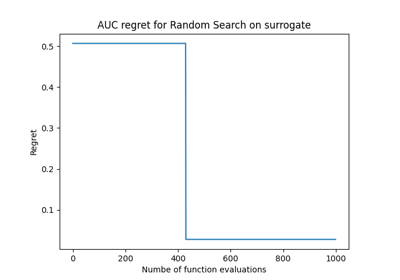 AUC regret for Random Search on surrogate
0.5
0.4
0.3
0.2
0.1
Regret
0 200 400 600 800 1000
Numbe of function evaluations